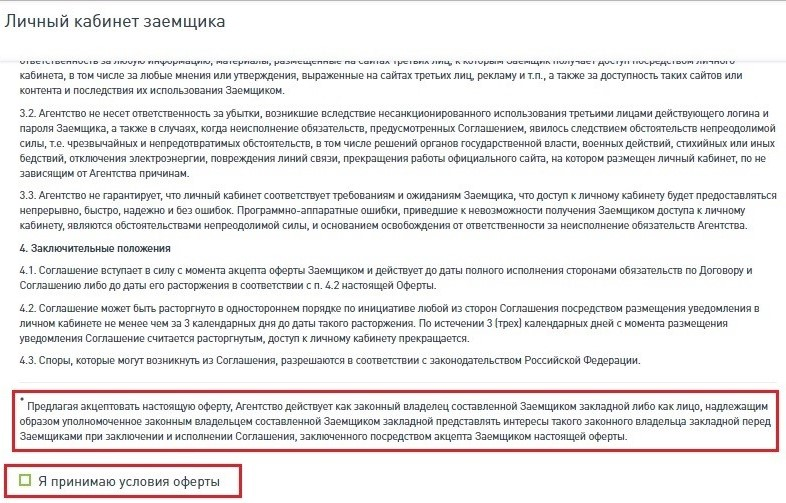 Личный кабинет заемщика
ответственность за любую информацию, материалы, размещенные на сайтах третьих лиц, к которым Заемщик получает доступ посредством личного
кабинета, в том числе за любые мнения или утверждения, выраженные на сайтах третьих лиц, рекламу и т.п., а также за доступность таких сайтов или
контента и последствия их использования Заемщиком.
3.2. Агентство не несет ответственность за убытки, возникшие вследствие несанкционированного использования третьими лицами действующего логина и
пароля Заемщика, а также в случаях, когда неисполнение обязательств, предусмотренных Соглашением, явилось следствием обстоятельств непреодолимой
силы, т.е. чрезвычайных и непредотвратимых обстоятельств, в том числе решений органов государственной власти, военных действий, стихийных или иных
бедствий, отключения электроэнергии, повреждения линий связи, прекращения работы официального сайта, на котором размещен личный кабинет, по не
зависящим от Агентства причинам.
3.3. Агентство не гарантирует, что личный кабинет соответствует требованиям и ожиданиям Заемщика, что доступ к личному кабинету будет предоставляться
непрерывно, быстро, надежно и без ошибок. Программно-аппаратные ошибки, приведшие к невозможности получения Заемщиком доступа к личному
кабинету, являются обстоятельствами непреодолимой силы, и основанием освобождения от ответственности за неисполнение обязательств Агентства.
4. Заключительные положения
4.1. Соглашение вступает в силу с момента акцепта оферты Заемщиком и действует до даты полного исполнения сторонами обязательств по Договору и
Соглашению либо до даты его расторжения в соответствии с п. 4.2 настоящей Оферты.
4.2. Соглашение может быть расторгнуто в одностороннем порядке по инициативе любой из сторон Соглашения посредством размещения уведомления в
личном кабинете не менее чем за 3 календарных дня до даты такого расторжения. По истечении 3 (трех) календарных дней с момента размещения
уведомления Соглашение считается расторгнутым, доступ к личному кабинету прекращается.
4.3. Споры, которые могут возникнуть из Соглашения, разрешаются в соответствии с законодательством Российской Федерации.
* Предлагая акцептовать настоящую оферту, Агентство действует как законный владелец составленной Заемщиком закладной либо как лицо, надлежащим
образом уполномоченное законным владельцем составленной Заемщиком закладной представлять интересы такого законного владельца закладной перед
Заемщиками при заключении и исполнении Соглашения, заключенного посредством акцепта Заемщиком настоящей оферты.
Я принимаю условия оферты